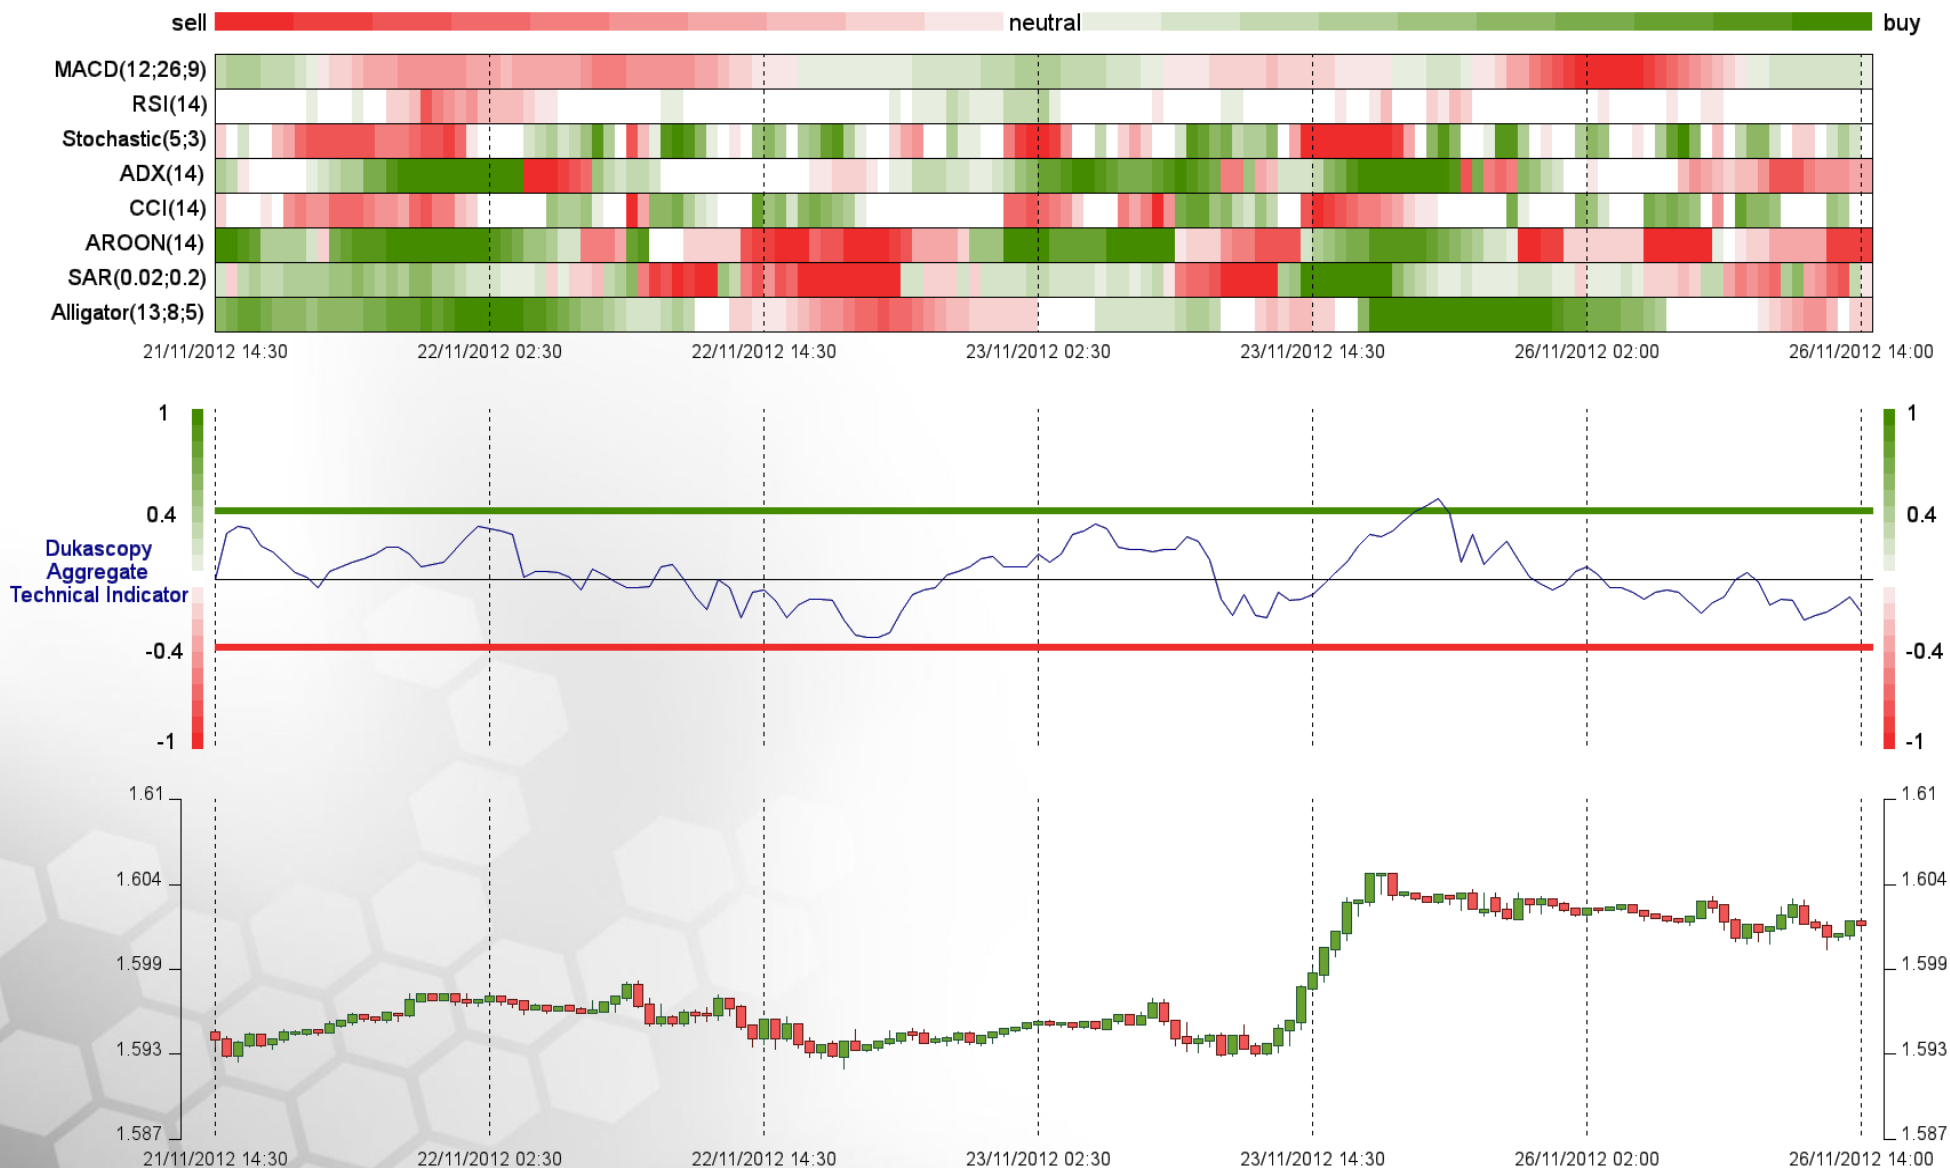 sell neutral buy
MACD(12;26;9)
RSI(14)
Stochastic(5;3)
ADX(14)
CCI(14)
AROON(14)
SAR(0.02;0.2)
Alligator(13;8;5)
21/11/2012 14:30 22/11/2012 02:30 22/11/2012 14:30 23/11/2012 02:30 23/11/2012 14:30 26/11/2012 02:00 26/11/2012 14:00
1 1
0.4 0.4
Dukascopy
Aggregate
Technical Indicator
-0.4 -0.4
-1 -1
1.61 1.61
1.604 1.604
1.599 1.599
1.593 1.593
1.587 1.587
21/11/2012 14:30 22/11/2012 02:30 22/11/2012 14:30 23/11/2012 02:30 23/11/2012 14:30 26/11/2012 02:00 26/11/2012 14:00